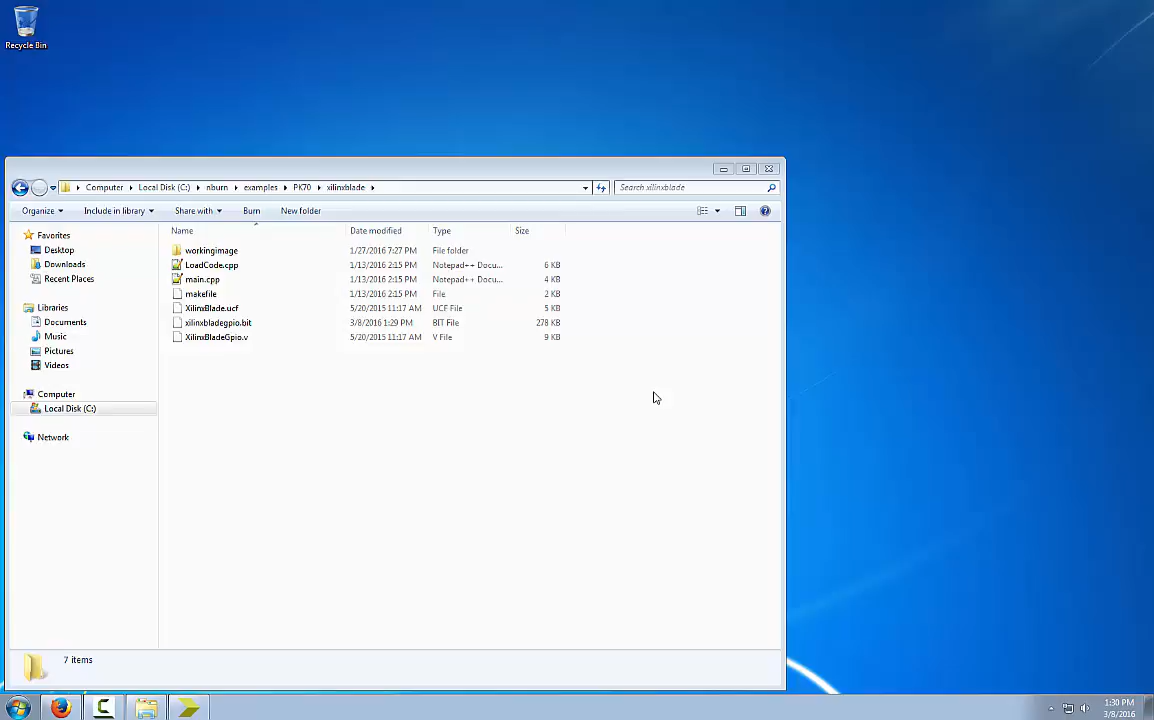 Recycle Bin
Computer Local Disk (C:) nburn examples PK70 xilinxblade
Search xilinxblade
Organize Include in library Share with Burn New folder
Name Date modified Type Size
Favorites
Desktop
Downloads
Recent Places
Libraries
Documents
Music
Pictures
Videos
Computer
Local Disk (C:)
Network
workingimage 1/27/2016 7:27 PM File folder
LoadCode.cpp 1/13/2016 2:15 PM Notepad++ Docu... 6 KB
main.cpp 1/13/2016 2:15 PM Notepad++ Docu... 4 KB
makefile 1/13/2016 2:15 PM File 2 KB
XilinxBlade.ucf 5/20/2015 11:17 AM UCF File 5 KB
xilinxbladegpio.bit 3/8/2016 1:29 PM BIT File 278 KB
XilinxBladeGpio.v 5/20/2015 11:17 AM V File 9 KB
7 items
1:30 PM
3/8/2016